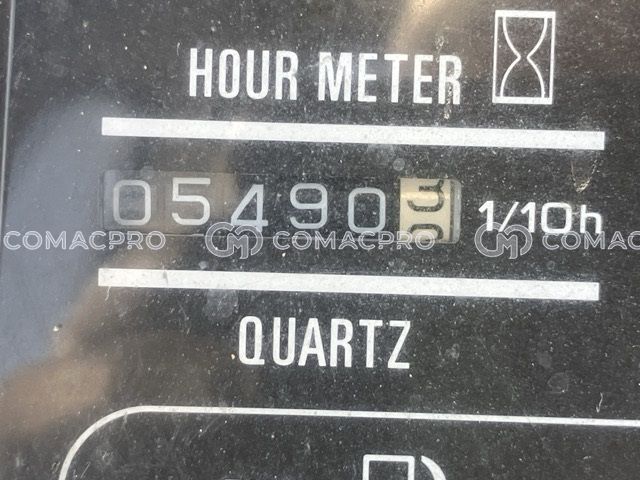 HOUR METER
05490
1/10h
COMACPRO COMACPRO COMACPRO
QUARTZ